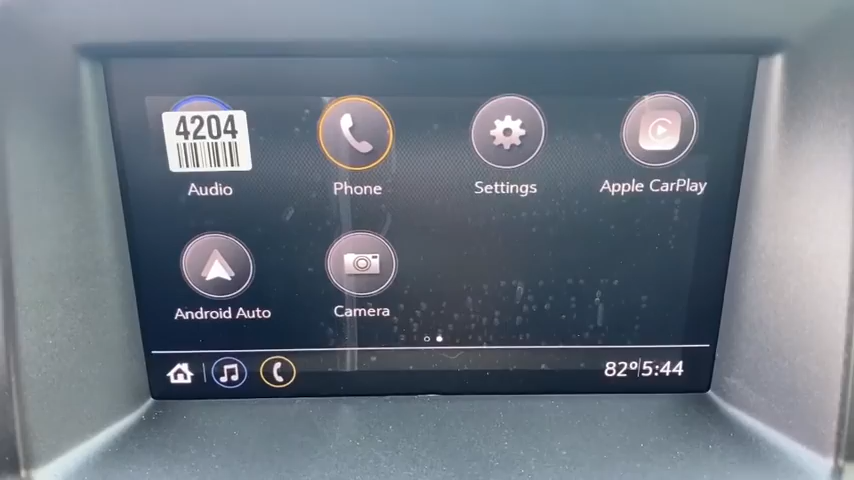 4204
Audio
Phone
Settings
Apple CarPlay
Android Auto
Camera
82° 5:44